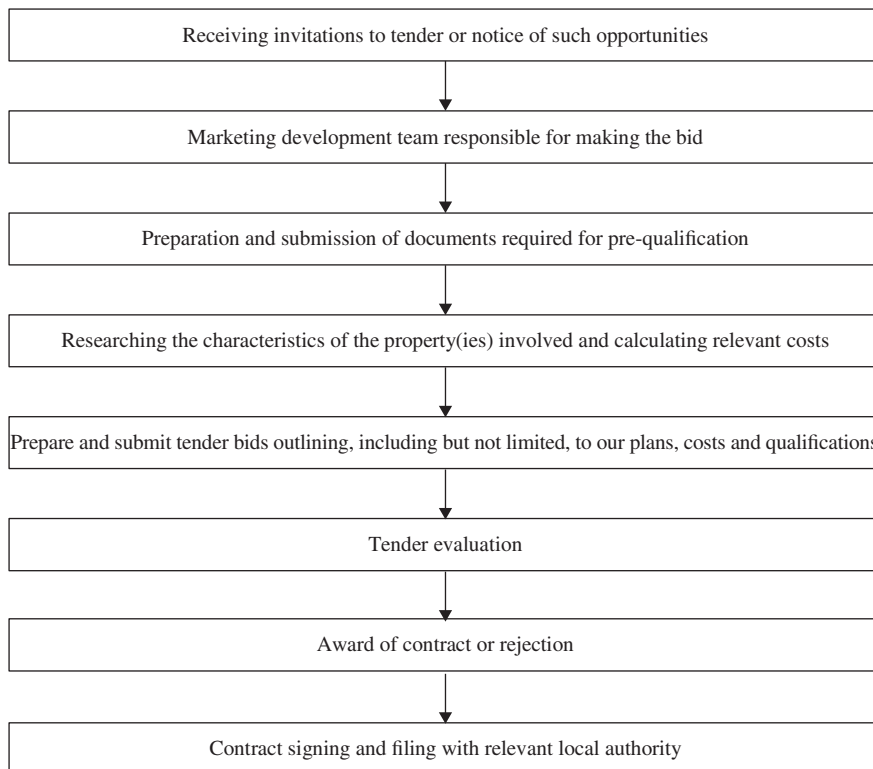 Receiving invitations to tender or notice of such opportunities
Marketing development team responsible for making the bid
Preparation and submission of documents required for pre-qualification
Researching the characteristics of the property(ies) involved and calculating relevant costs
Prepare and submit tender bids outlining, including but not limited, to our plans, costs and qualifications
Tender evaluation
Award of contract or rejection
Contract signing and filing with relevant local authority